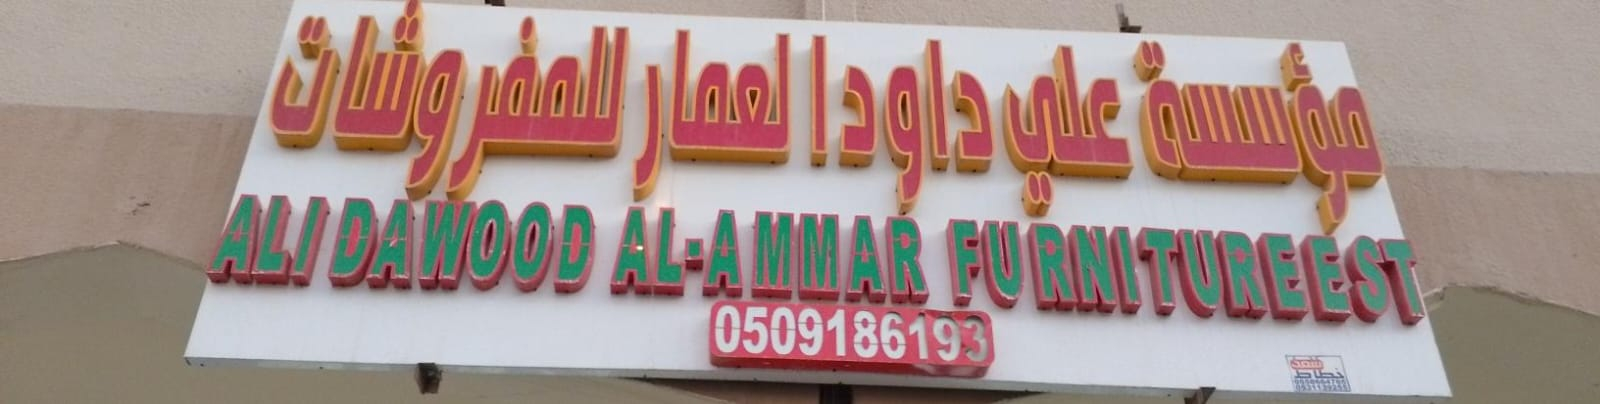 مؤسسة علي داود العمار للمفروشات
ALI DAWOOD AL-AMMAR FURNITURE EST
0509186193